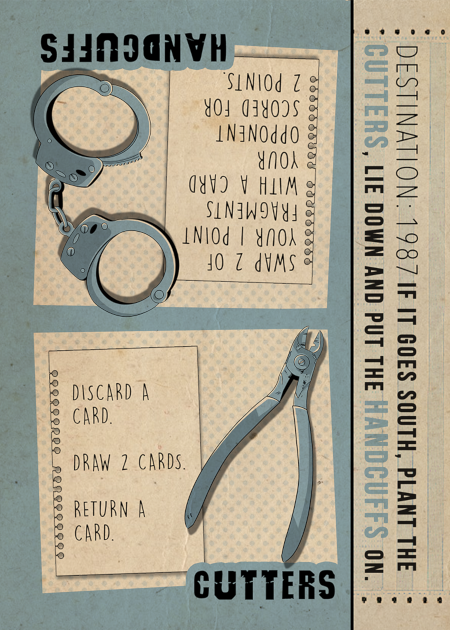 HANDCUFFS
SWAP 2 OF
YOUR 1 POINT
FRAGMENTS
WITH A CARD
YOUR
OPPONENT
SCORED FOR
2 POINTS.
DISCARD A
CARD.
DRAW 2 CARDS.
RETURN A
CARD.
CUTTERS
DESTINATION: 1987 IF IT GOES SOUTH, PLANT THE
CUTTERS, LIE DOWN AND PUT THE HANDCUFFS ON.